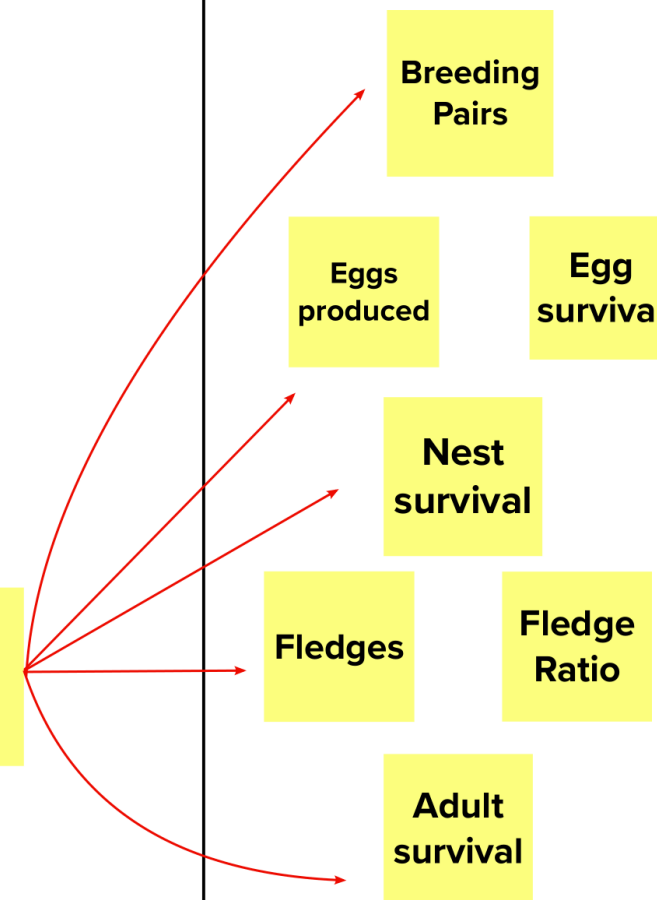 Breeding
Pairs
Eggs
produced
Egg
surviva
Nest
survival
Fledges
Fledge
Ratio
Adult
survival